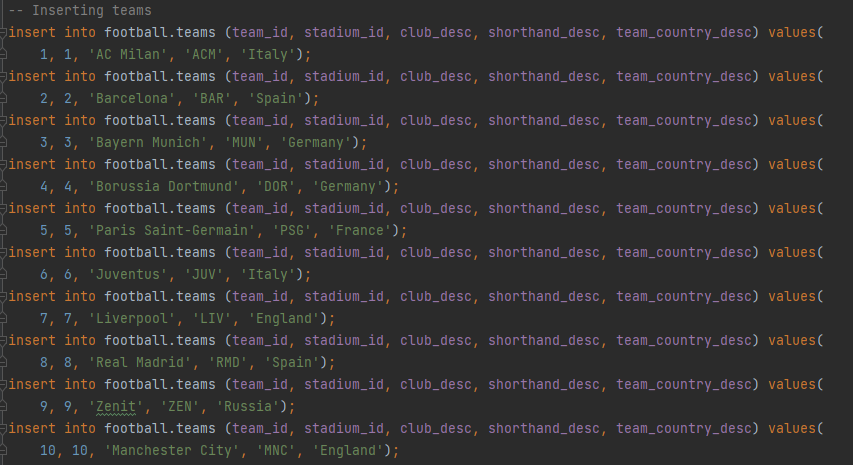 -- Inserting teams
insert into football.teams (team_id, stadium_id, club_desc, shorthand_desc, team_country_desc) values(
1, 1, 'AC Milan', 'ACM', 'Italy');
insert into football.teams (team_id, stadium_id, club_desc, shorthand_desc, team_country_desc) values(
2, 2, 'Barcelona', 'BAR', 'Spain');
insert into football.teams (team_id, stadium_id, club_desc, shorthand_desc, team_country_desc) values(
3, 3, 'Bayern Munich', 'MUN', 'Germany');
insert into football.teams (team_id, stadium_id, club_desc, shorthand_desc, team_country_desc) values(
4, 4, 'Borussia Dortmund', 'DOR', 'Germany');
insert into football.teams (team_id, stadium_id, club_desc, shorthand_desc, team_country_desc) values(
5, 5, 'Paris Saint-Germain', 'PSG', 'France');
insert into football.teams (team_id, stadium_id, club_desc, shorthand_desc, team_country_desc) values(
6, 6, 'Juventus', 'JUV', 'Italy');
insert into football.teams (team_id, stadium_id, club_desc, shorthand_desc, team_country_desc) values(
7, 7, 'Liverpool', 'LIV', 'England');
insert into football.teams (team_id, stadium_id, club_desc, shorthand_desc, team_country_desc) values(
8, 8, 'Real Madrid', 'RMD', 'Spain');
insert into football.teams (team_id, stadium_id, club_desc, shorthand_desc, team_country_desc) values(
9, 9, 'Zenit', 'ZEN', 'Russia');
insert into football.teams (team_id, stadium_id, club_desc, shorthand_desc, team_country_desc) values(
10, 10, 'Manchester City', 'MNC', 'England');